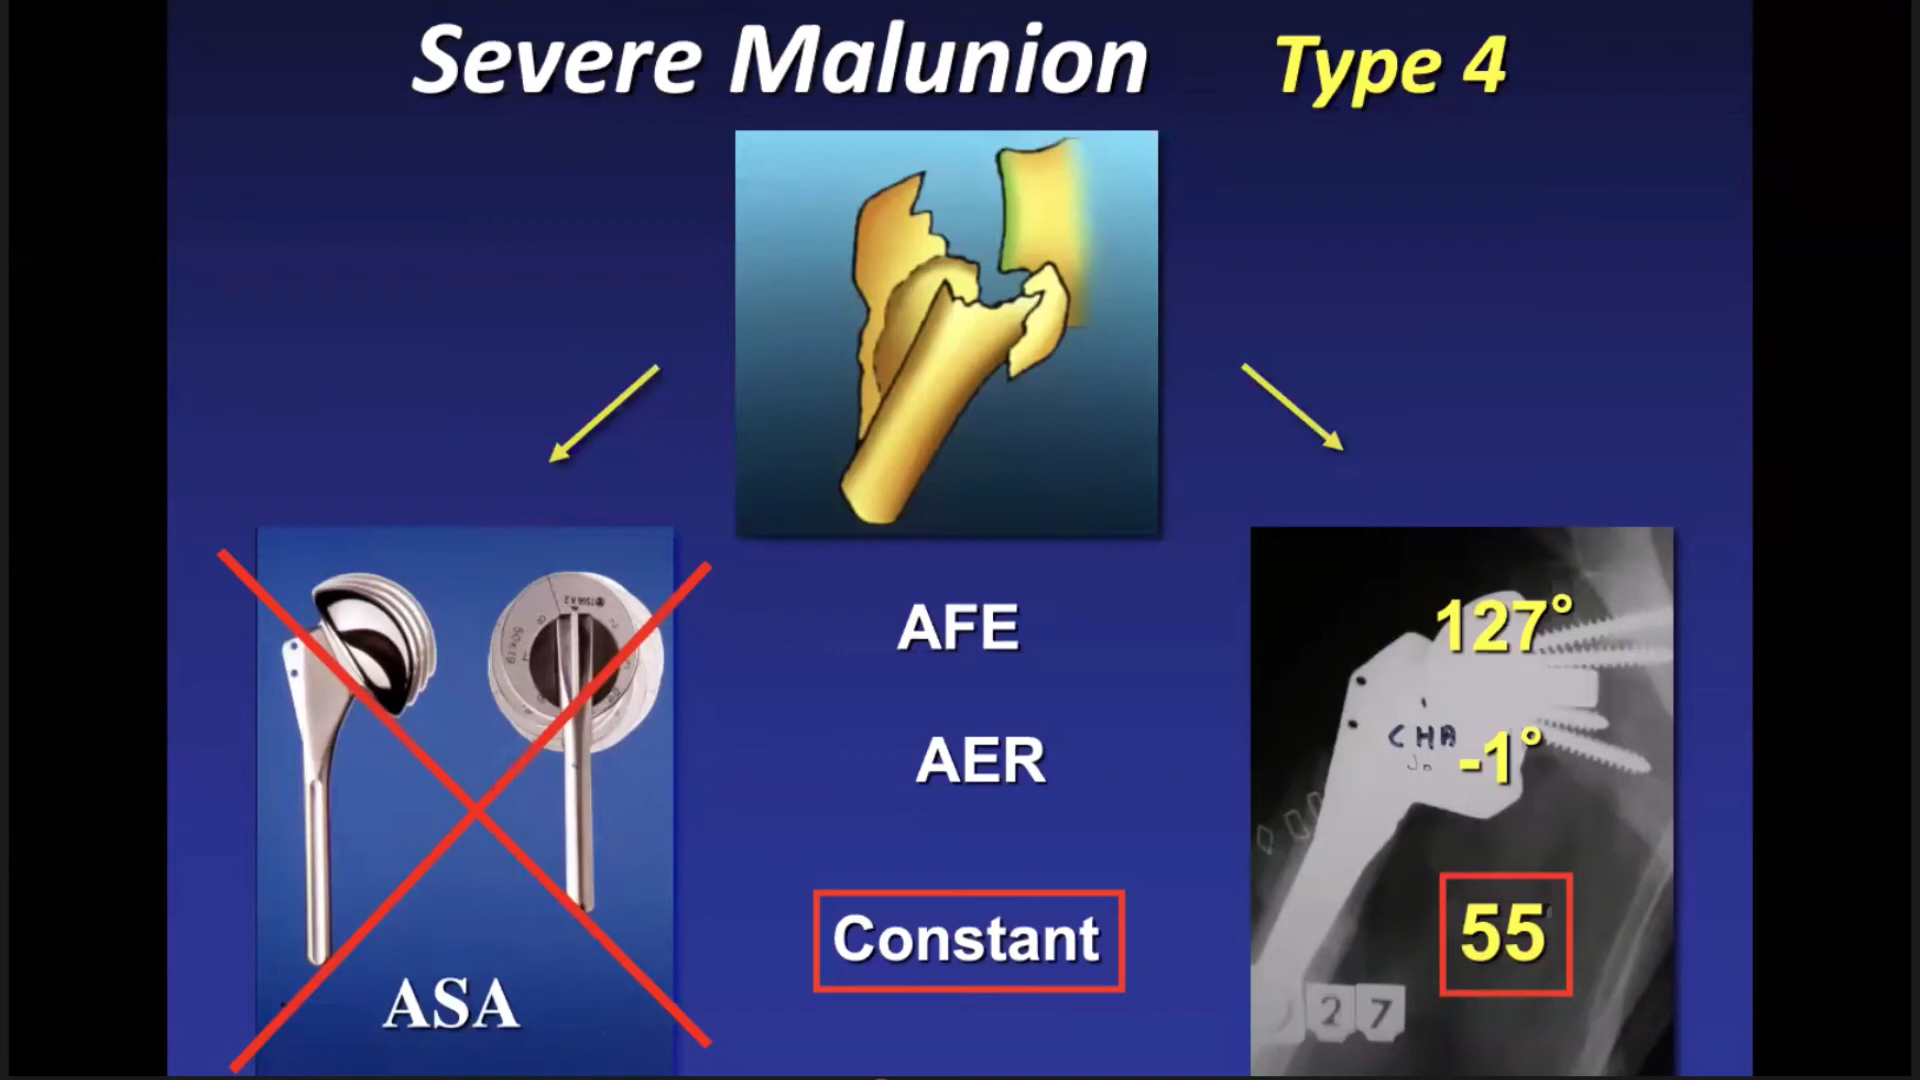 Severe Malunion Type 4
AFE 127°
AER -1°
CHA
Constant 55
ASA
27